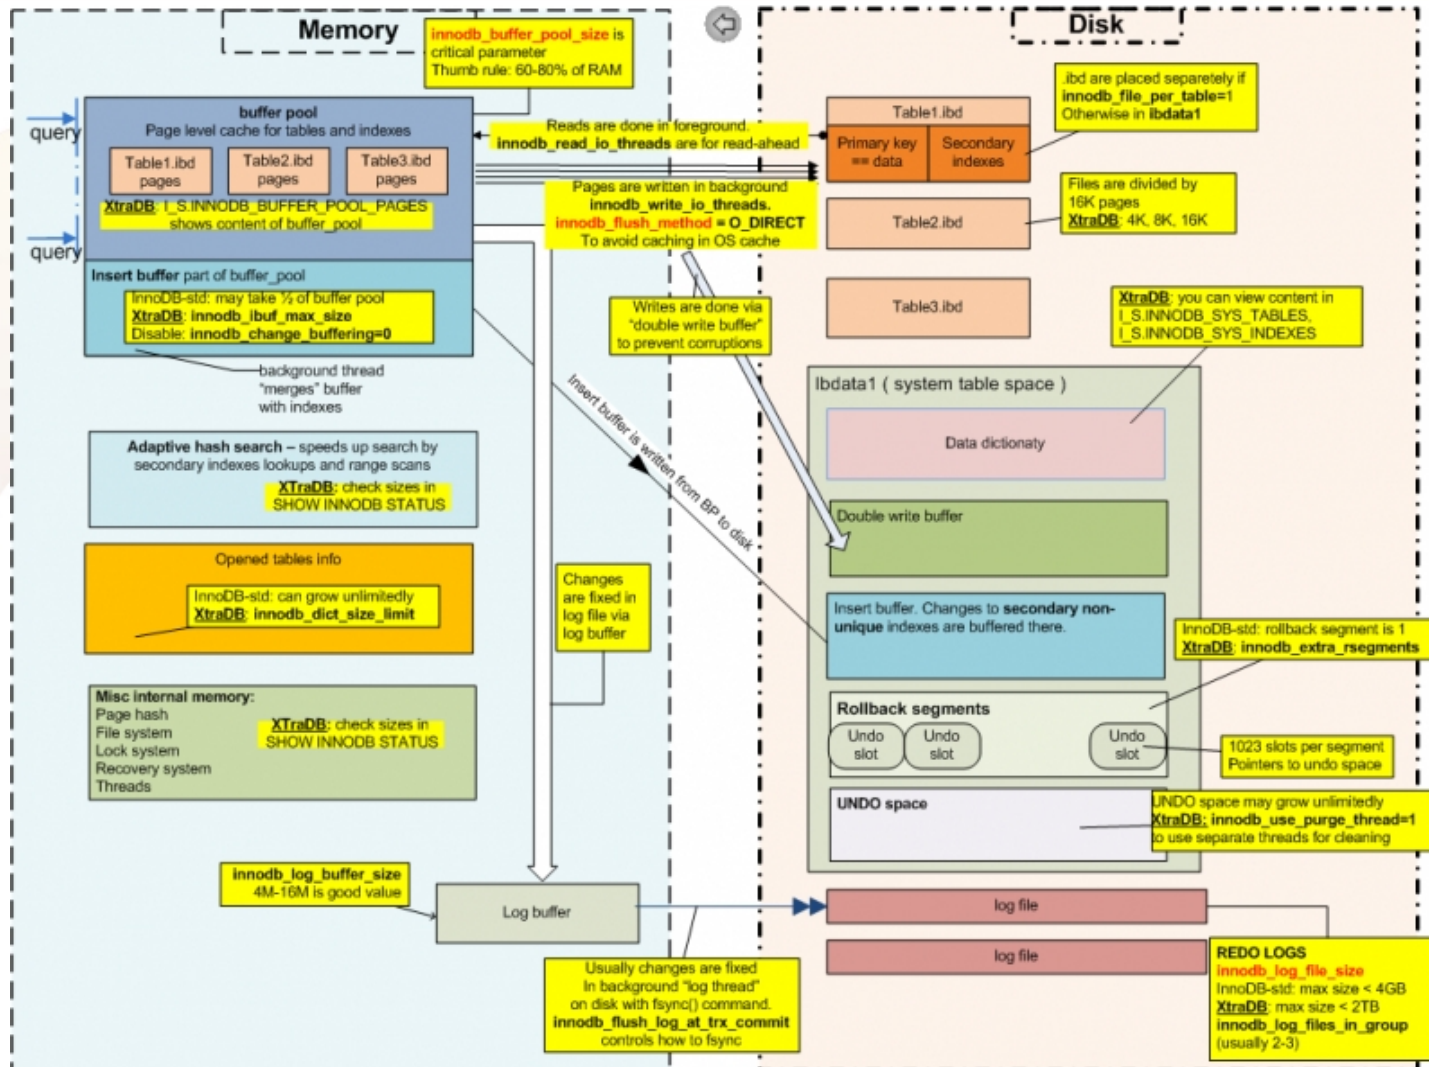 Memory
innodb_buffer_pool_size is
critical parameter
Thumb rule: 60-80% of RAM
query
query
buffer pool
Page level cache for tables and indexes
Table1.ibd
pages
Table2.ibd
pages
Table3.ibd
pages
XtraDB: I_S.INNODB_BUFFER_POOL_PAGES
shows content of buffer_pool
Insert buffer part of buffer_pool
InnoDB-std: may take ½ of buffer pool
XtraDB: innodb_ibuf_max_size
Disable: innodb_change_buffering=0
background thread
"merges" buffer
with indexes
Adaptive hash search – speeds up search by
secondary indexes lookups and range scans
XTraDB: check sizes in
SHOW INNODB STATUS
Opened tables info
InnoDB-std: can grow unlimitedly
XtraDB: innodb_dict_size_limit
Misc internal memory:
Page hash
File system
Lock system
Recovery system
Threads
XTraDB: check sizes in
SHOW INNODB STATUS
innodb_log_buffer_size
4M-16M is good value
Log buffer
Reads are done in foreground.
innodb_read_io_threads are for read-ahead
Pages are written in background
innodb_write_io_threads.
innodb_flush_method = O_DIRECT
To avoid caching in OS cache
Writes are done via
"double write buffer"
to prevent corruptions
Insert buffer is written from BP to disk
Changes
are fixed in
log file via
log buffer
Usually changes are fixed
In background "log thread"
on disk with fsync() command.
innodb_flush_log_at_trx_commit
controls how to fsync
Disk
.ibd are placed separetely if
innodb_file_per_table=1
Otherwise in ibdata1
Table1.ibd
Primary key
== data
Secondary
indexes
Files are divided by
16K pages
XtraDB: 4K, 8K, 16K
Table2.ibd
Table3.ibd
XtraDB: you can view content in
I_S.INNODB_SYS_TABLES,
I_S.INNODB_SYS_INDEXES
Ibdata1 ( system table space )
Data dictionaty
Double write buffer
Insert buffer. Changes to secondary non-
unique indexes are buffered there.
InnoDB-std: rollback segment is 1
XtraDB: innodb_extra_rsegments
Rollback segments
Undo
slot
Undo
slot
Undo
slot
1023 slots per segment
Pointers to undo space
UNDO space
UNDO space may grow unlimitedly
XtraDB: innodb_use_purge_thread=1
to use separate threads for cleaning
log file
log file
REDO LOGS
innodb_log_file_size
InnoDB-std: max size < 4GB
XtraDB: max size < 2TB
innodb_log_files_in_group
(usually 2-3)